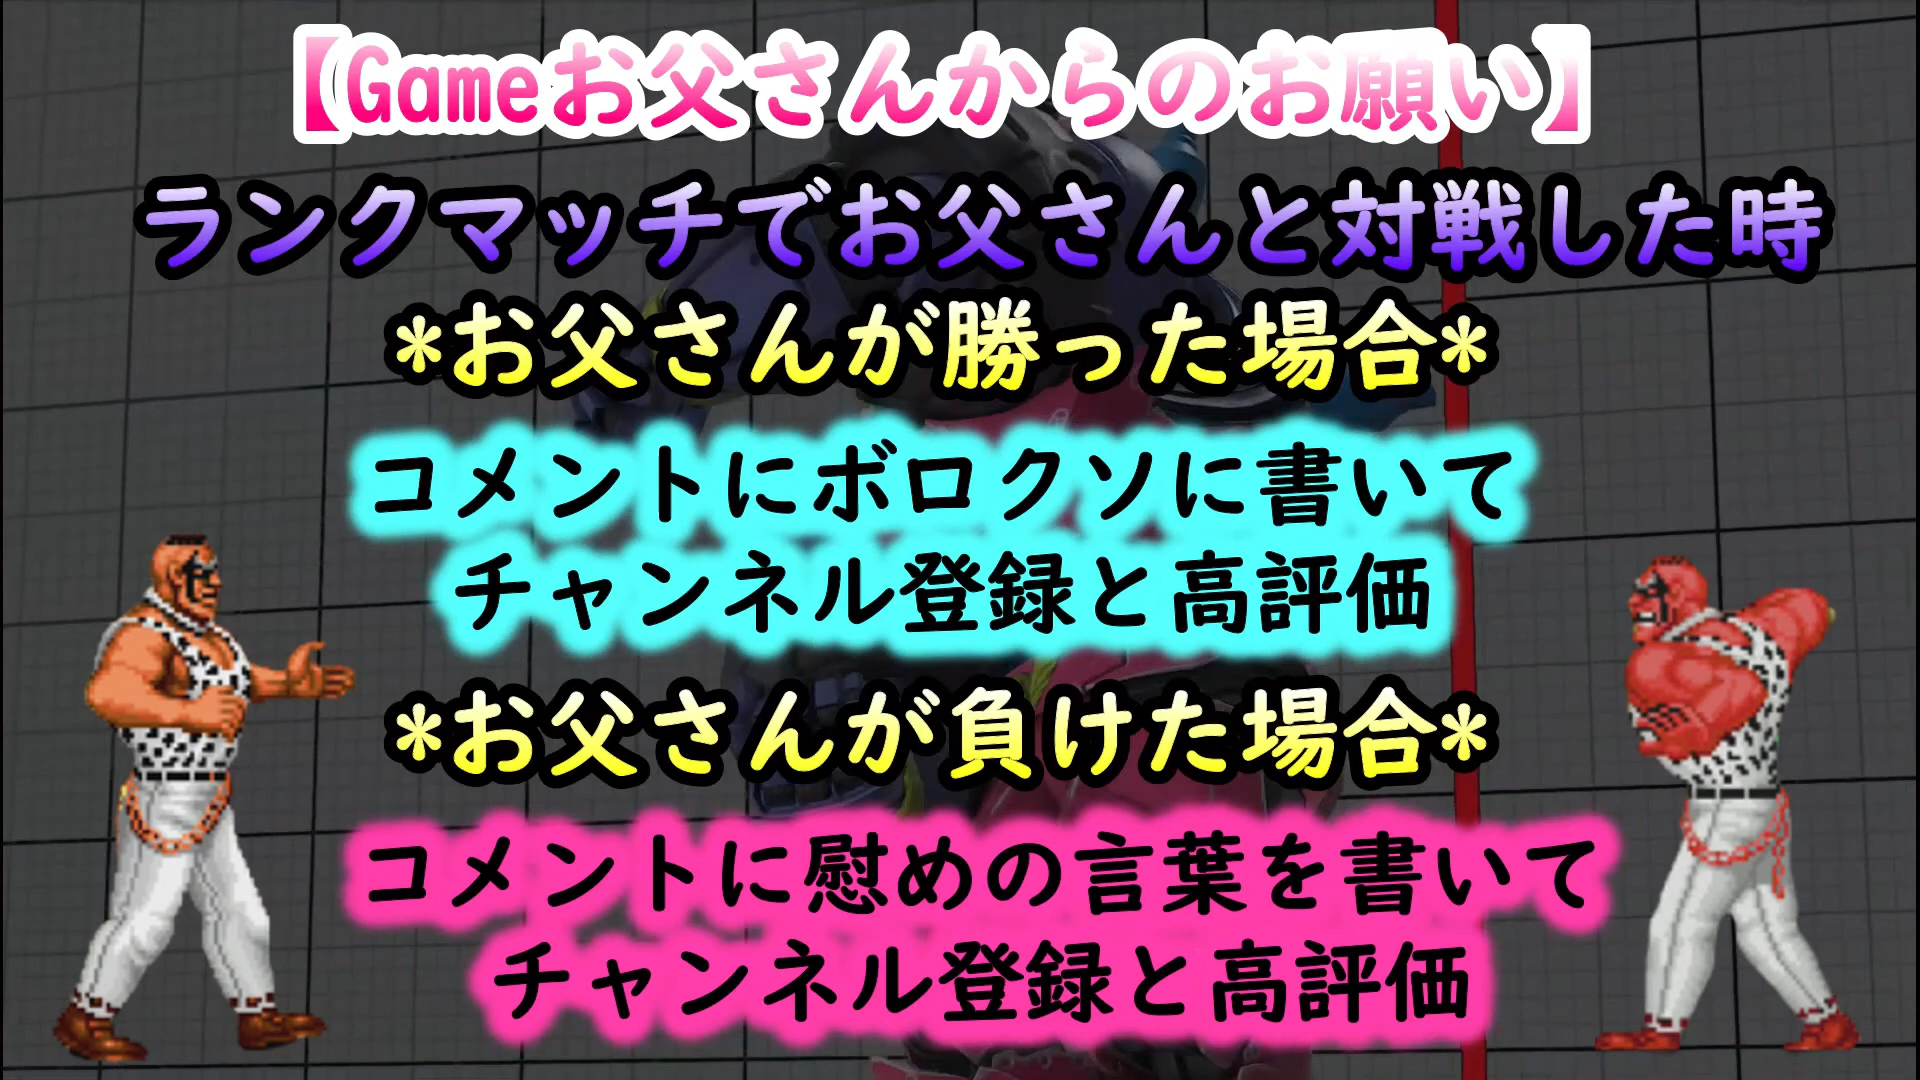 【Gameお父さんからのお願い】
ランクマッチでお父さんと対戦した時
*お父さんが勝った場合*
コメントにボロクソに書いて
チャンネル登録と高評価
*お父さんが負けた場合*
コメントに慰めの言葉を書いて
チャンネル登録と高評価